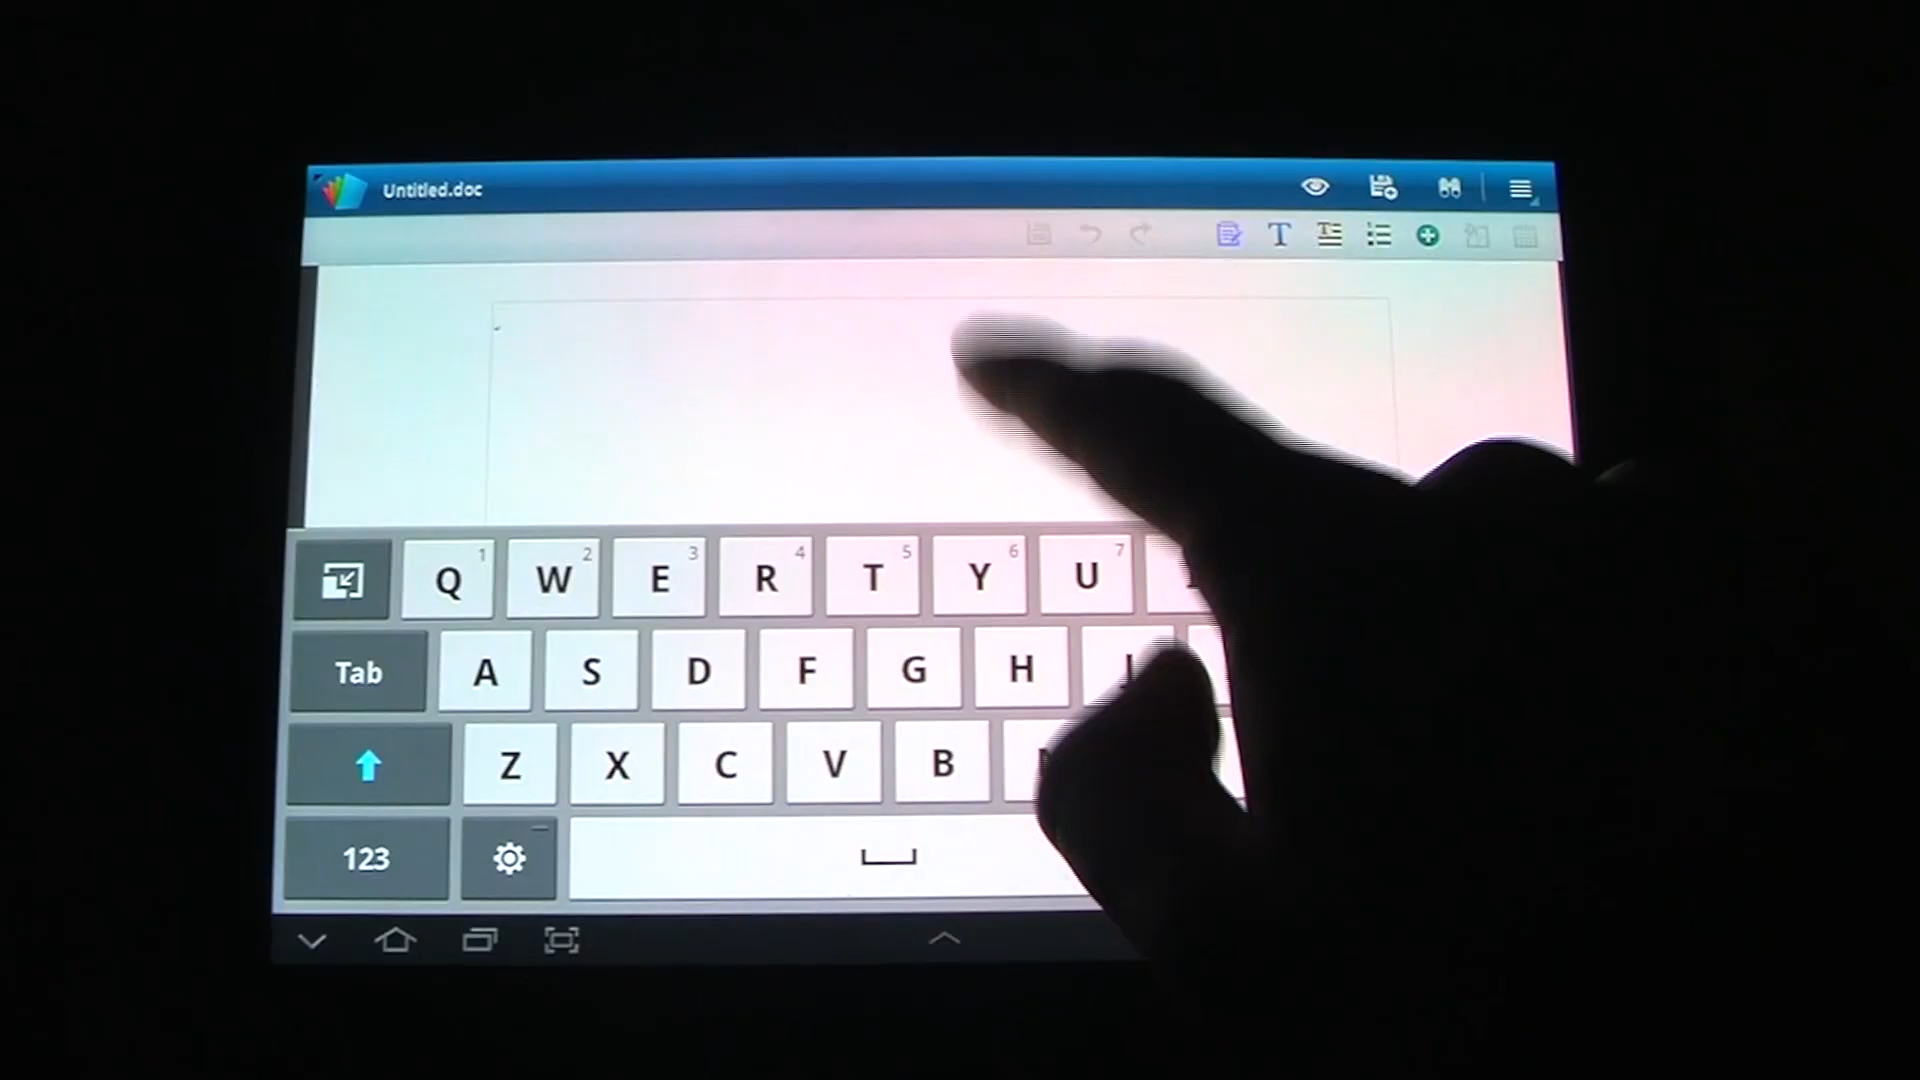 Untitled.doc
T
Q 1 W 2 E 3 R 4 T 5 Y 6 U 7
Tab A S D F G H J
Z X C V B N
123